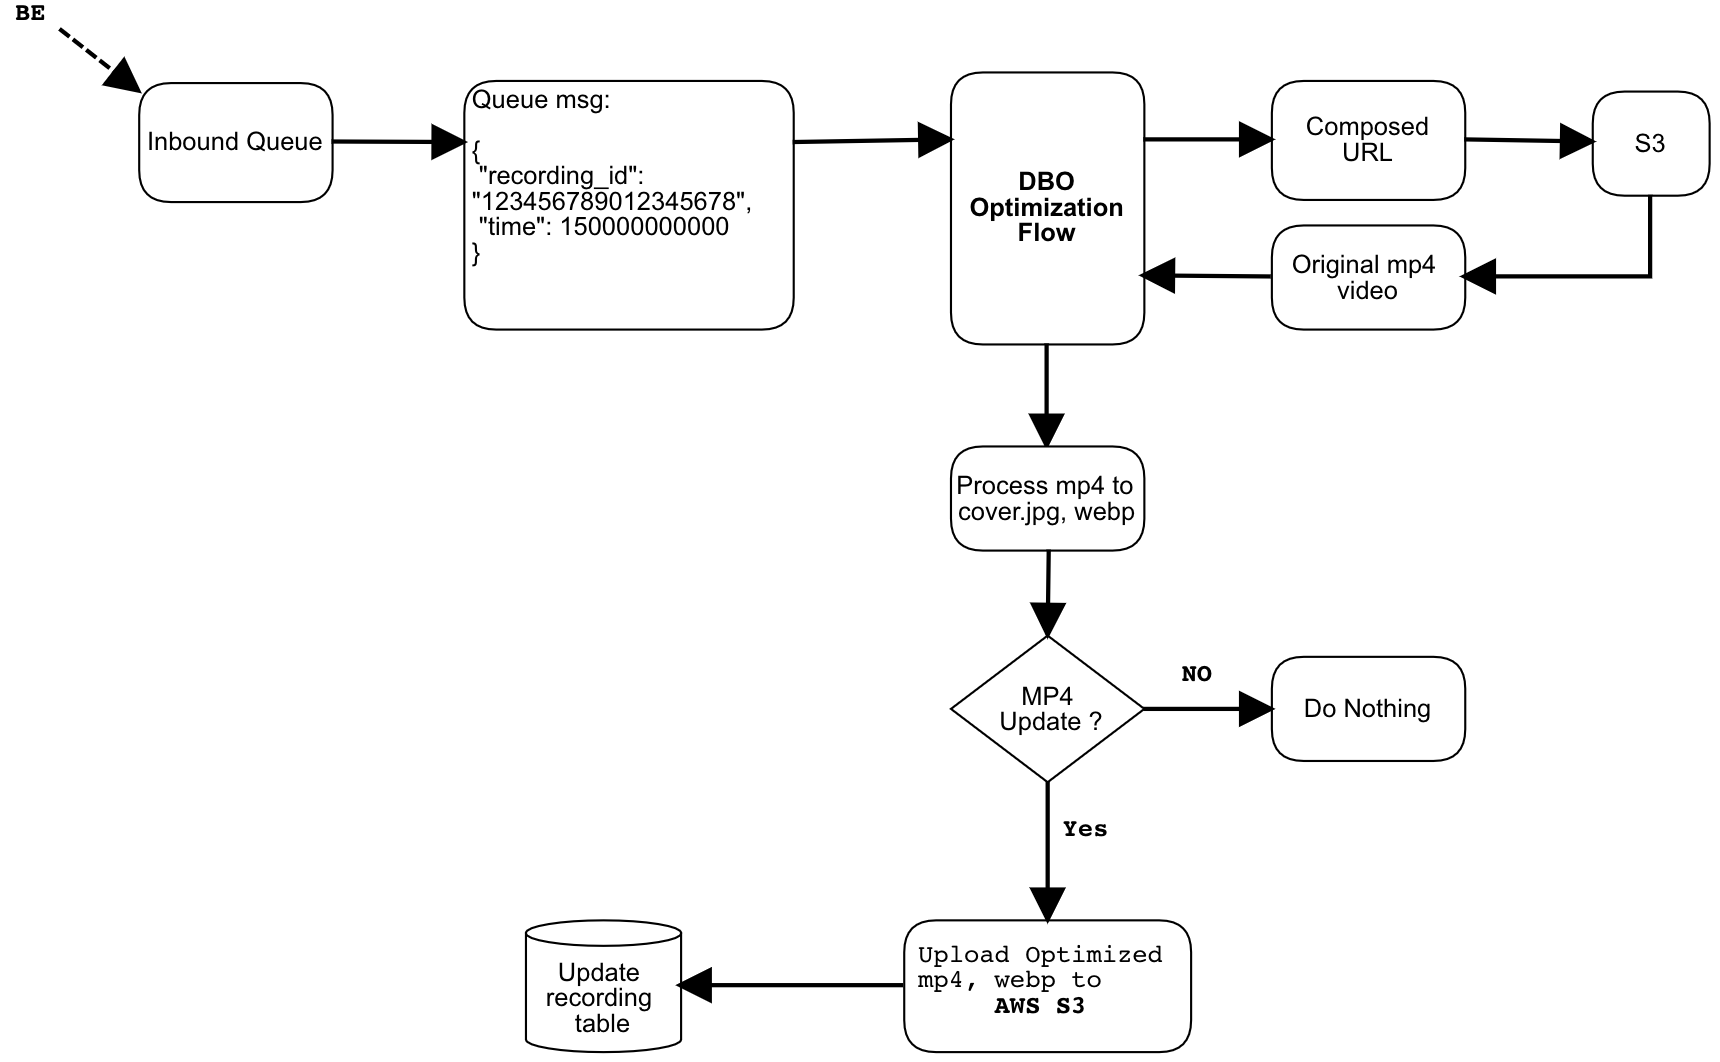 BE
Inbound Queue
Queue msg:
{
"recording_id":
"123456789012345678",
"time": 150000000000
}
DBO
Optimization
Flow
Composed
URL
S3
Original mp4
video
Process mp4 to
cover.jpg, webp
MP4
Update ?
NO
Do Nothing
Yes
Upload Optimized
mp4, webp to
AWS S3
Update
recording
table